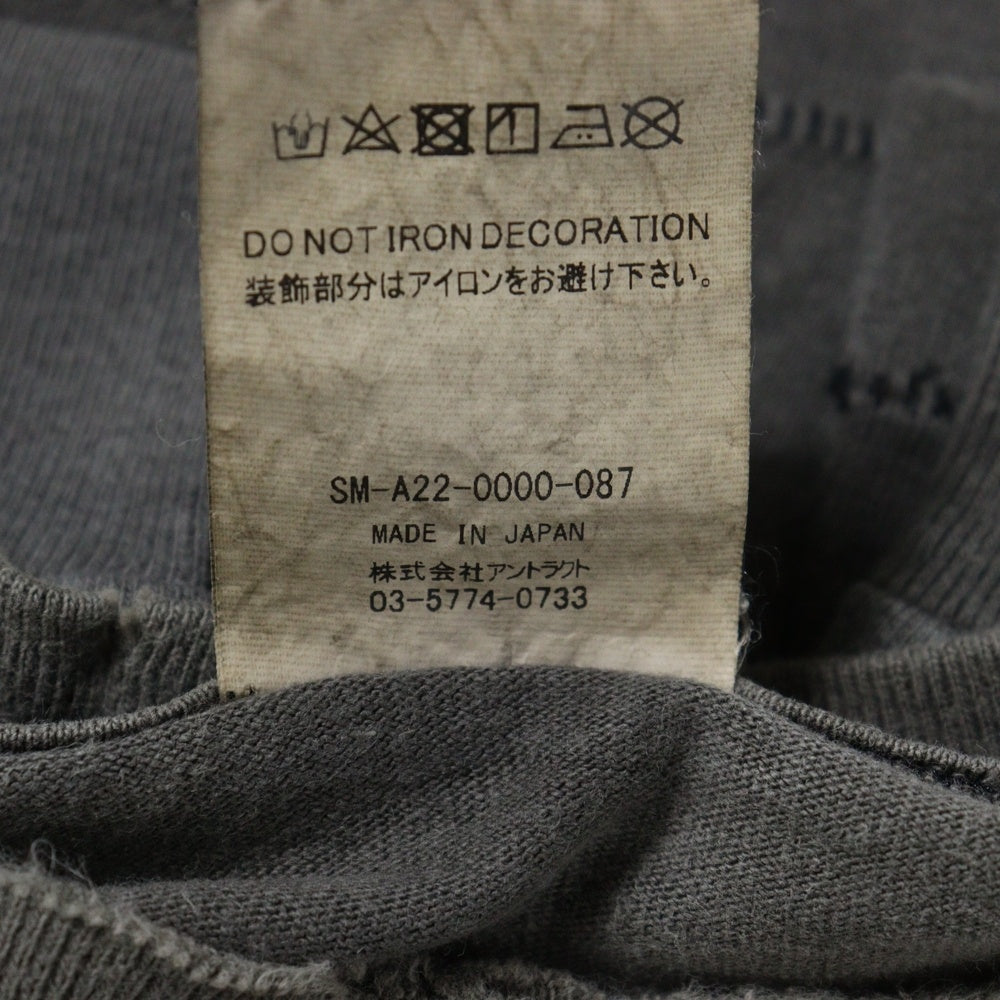 DO NOT IRON DECORATION
装飾部分はアイロンをお避け下さい。
SM-A22-0000-087
MADE IN JAPAN
株式会社アントラクト
03-5774-0733